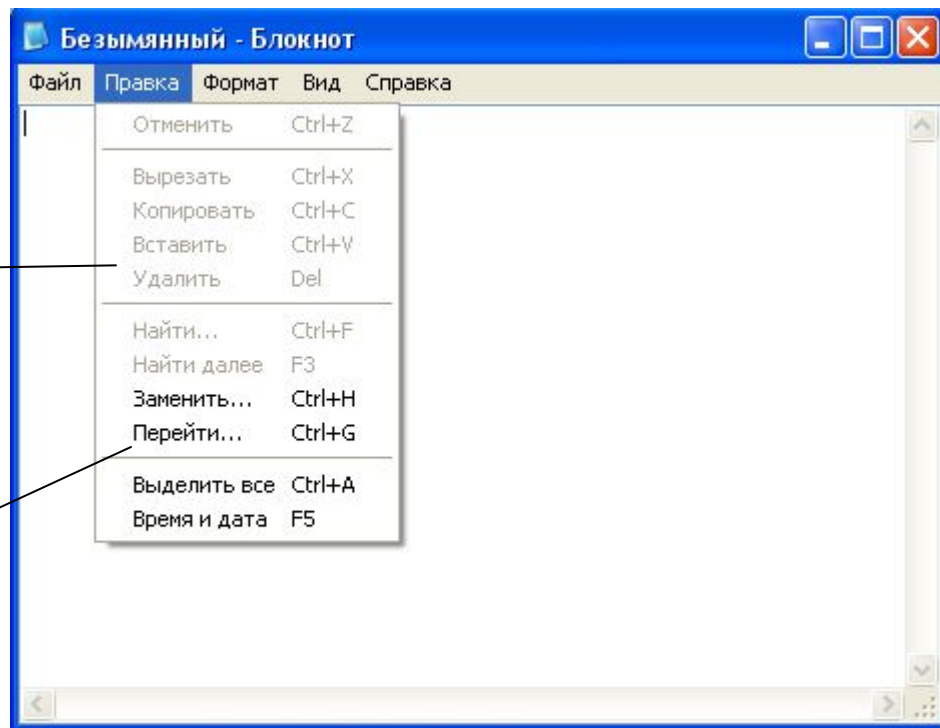 Безымянный - Блокнот
Файл Правка Формат Вид Справка
Отменить Ctrl+Z
Вырезать Ctrl+X
Копировать Ctrl+C
Вставить Ctrl+V
Удалить Del
Найти... Ctrl+F
Найти далее F3
Заменить... Ctrl+H
Перейти... Ctrl+G
Выделить все Ctrl+A
Время и дата F5